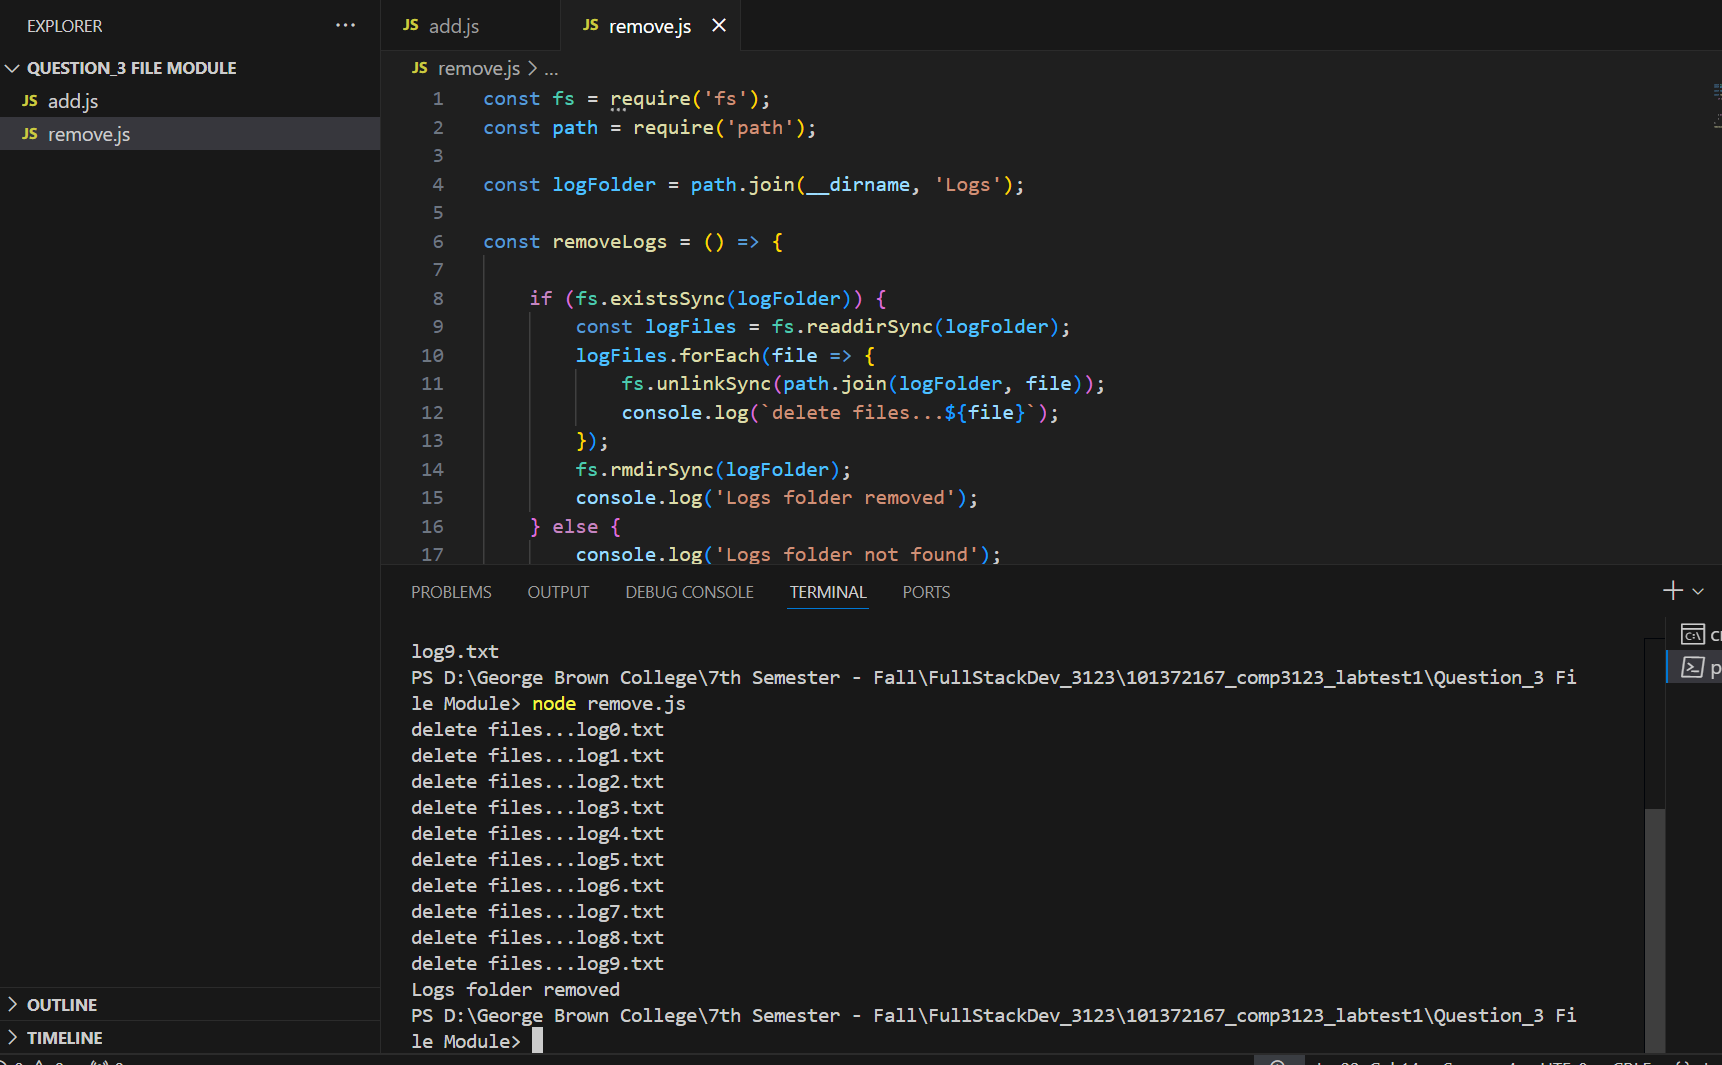 EXPLORER
...
QUESTION_3 FILE MODULE
JS add.js
JS remove.js
OUTLINE
TIMELINE
JS add.js
JS remove.js
JS remove.js > ...
1 const fs = require('fs');
2 const path = require('path');
3
4 const logFolder = path.join(__dirname, 'Logs');
5
6 const removeLogs = () => {
7
8 if (fs.existsSync(logFolder)) {
9 const logFiles = fs.readdirSync(logFolder);
10 logFiles.forEach(file => {
11 fs.unlinkSync(path.join(logFolder, file));
12 console.log(`delete files...${file}`);
13 });
14 fs.rmdirSync(logFolder);
15 console.log('Logs folder removed');
16 } else {
17 console.log('Logs folder not found');
PROBLEMS OUTPUT DEBUG CONSOLE TERMINAL PORTS
log9.txt
PS D:\George Brown College\7th Semester - Fall\FullStackDev_3123\101372167_comp3123_labtest1\Question_3 Fi
le Module> node remove.js
delete files...log0.txt
delete files...log1.txt
delete files...log2.txt
delete files...log3.txt
delete files...log4.txt
delete files...log5.txt
delete files...log6.txt
delete files...log7.txt
delete files...log8.txt
delete files...log9.txt
Logs folder removed
PS D:\George Brown College\7th Semester - Fall\FullStackDev_3123\101372167_comp3123_labtest1\Question_3 Fi
le Module>